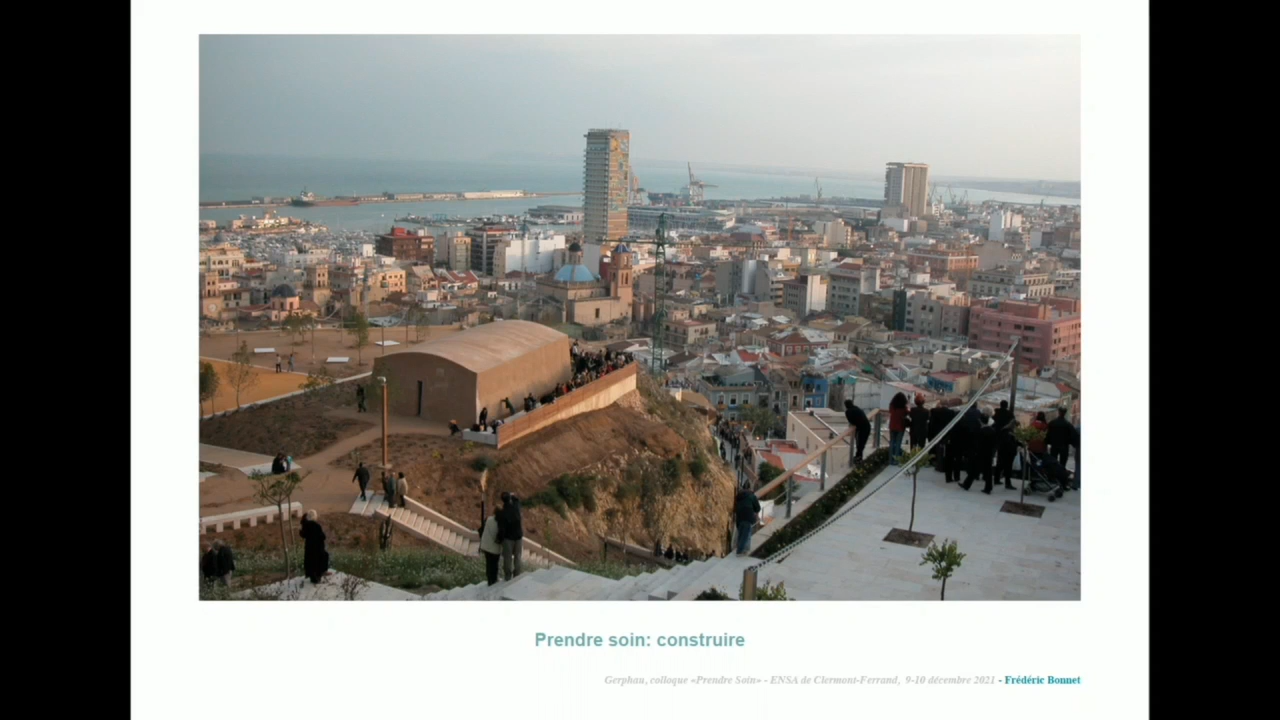 Prendre soin: construire
Gerphau, colloque «Prendre Soin» - ENSA de Clermont-Ferrand, 9-10 décembre 2021 - Frédéric Bonnet